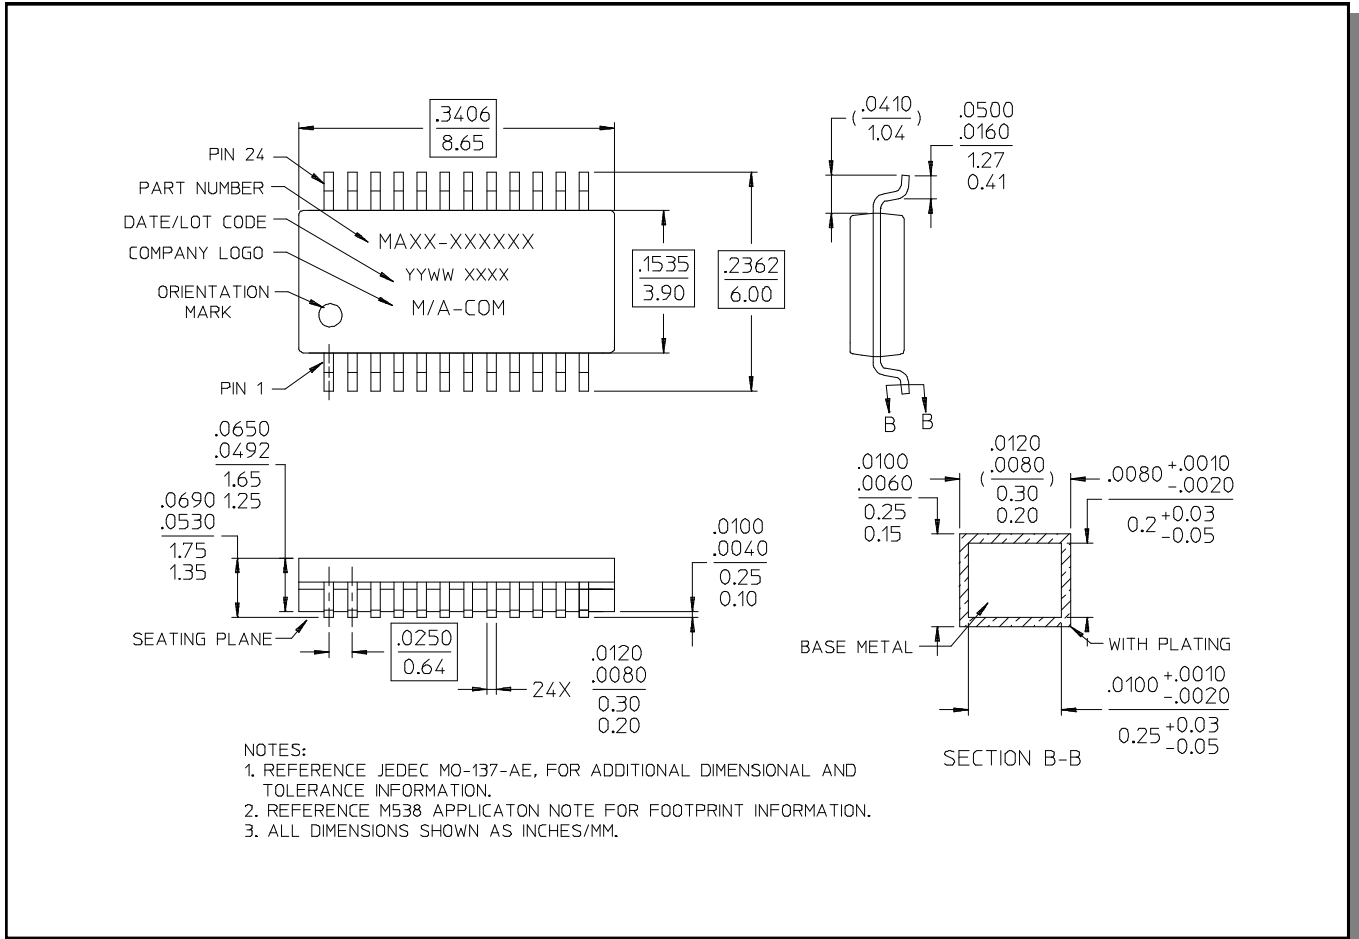 .3406
8.65
PIN 24
PART NUMBER
DATE/LOT CODE
COMPANY LOGO
ORIENTATION
MARK
PIN 1
MAXX-XXXXXX
YYWW XXXX
M/A-COM
.1535
3.90
.2362
6.00
(.0410)
1.04
.0500
.0160
1.27
0.41
B B
.0650
.0492
1.65
1.25
.0690
.0530
1.75
1.35
SEATING PLANE
.0250
0.64
24X
.0120
.0080
0.30
0.20
.0100
.0040
0.25
0.10
.0100
.0060
0.25
0.15
.0120
(.0080)
0.30
0.20
.0080 +.0010
-.0020
0.2 +0.03
-0.05
BASE METAL
WITH PLATING
.0100 +.0010
-.0020
0.25 +0.03
-0.05
SECTION B-B
NOTES:
1. REFERENCE JEDEC MO-137-AE, FOR ADDITIONAL DIMENSIONAL AND
TOLERANCE INFORMATION.
2. REFERENCE M538 APPLICATON NOTE FOR FOOTPRINT INFORMATION.
3. ALL DIMENSIONS SHOWN AS INCHES/MM.